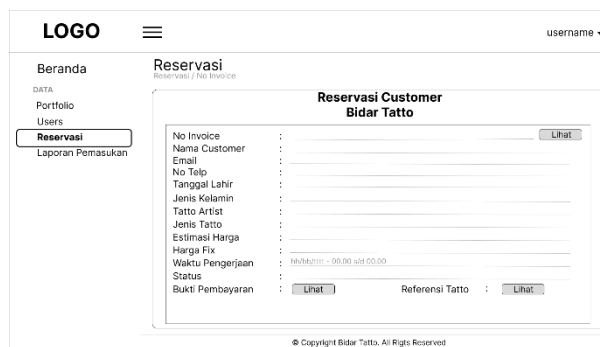 LOGO
username
Beranda
DATA
Portfolio
Users
Reservasi
Laporan Pemasukan
Reservasi
Reservasi / No Invoice
Reservasi Customer
Bidar Tatto
No Invoice : Lihat
Nama Customer :
Email :
No Telp :
Tanggal Lahir :
Jenis Kelamin :
Tatto Artist :
Jenis Tatto :
Estimasi Harga :
Harga Fix :
Waktu Pengerjaan : hh/bb/tttt - 00.00 s/d 00.00
Status :
Bukti Pembayaran : Lihat Referensi Tatto : Lihat
© Copyright Bidar Tatto. All Rigts Reserved